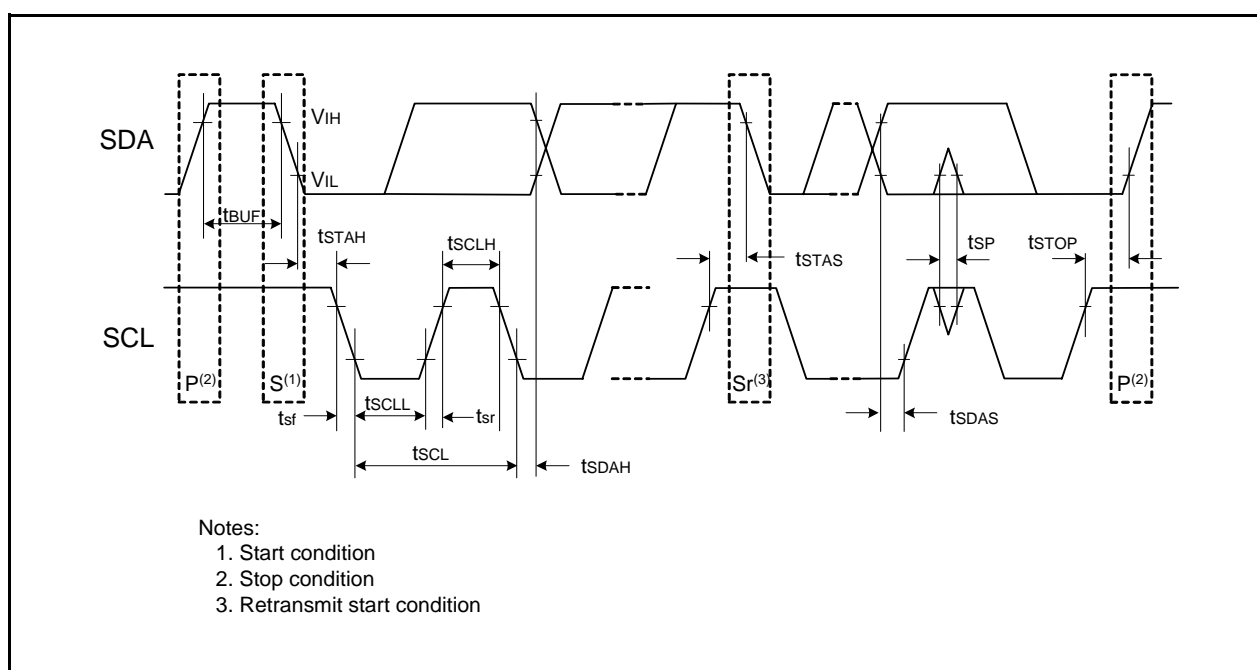 SDA
VIH
VIL
tBUF
tSTAH
tSCLH
tSTAS
tSP
tSTOP
SCL
P(2)
S(1)
Sr(3)
P(2)
tsf
tSCLL
tsr
tSCL
tSDAH
tSDAS
Notes:
1. Start condition
2. Stop condition
3. Retransmit start condition